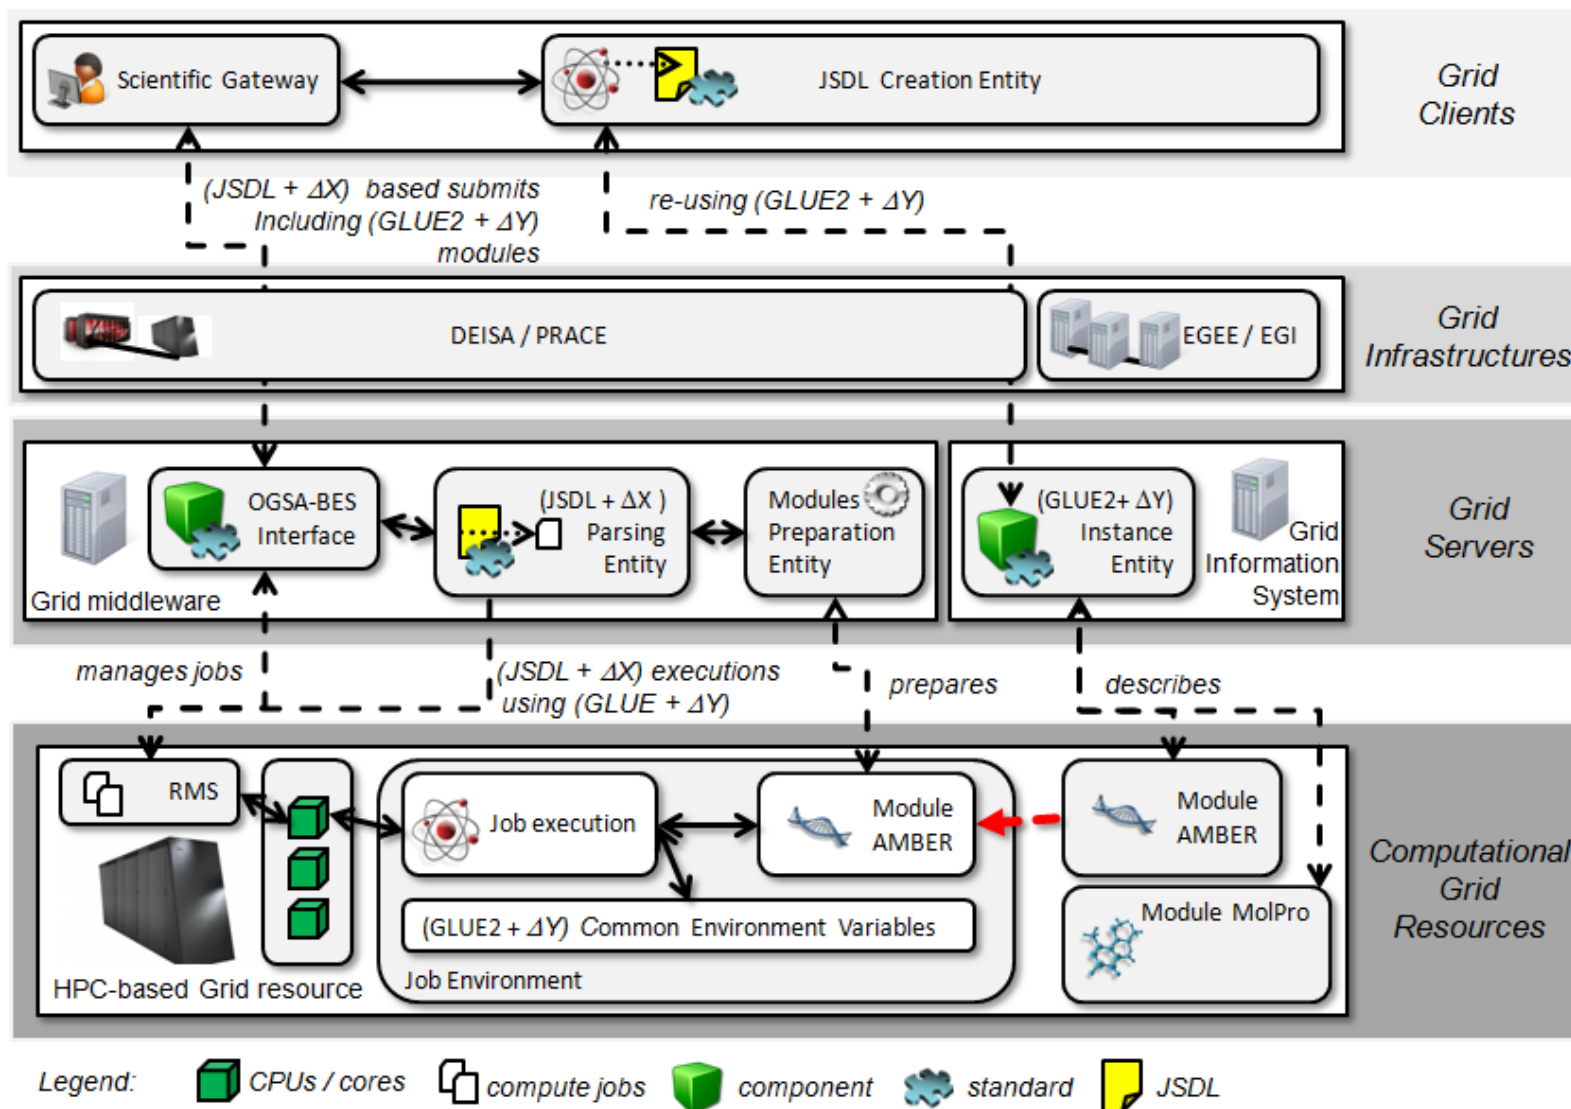 Scientific Gateway
JSDL Creation Entity
Grid
Clients
(JSDL + ΔX) based submits
Including (GLUE2 + ΔY)
modules
re-using (GLUE2 + ΔY)
DEISA / PRACE
EGEE / EGI
Grid
Infrastructures
OGSA-BES
Interface
(JSDL + ΔX )
Parsing
Entity
Modules
Preparation
Entity
Grid middleware
(GLUE2+ ΔY)
Instance
Entity
Grid
Information
System
Grid
Servers
manages jobs
(JSDL + ΔX) executions
using (GLUE + ΔY)
prepares
describes
RMS
Job execution
Module
AMBER
Module
AMBER
(GLUE2 + ΔY) Common Environment Variables
Job Environment
Module MolPro
HPC-based Grid resource
Computational
Grid
Resources
Legend:
CPUs / cores
compute jobs
component
standard
JSDL